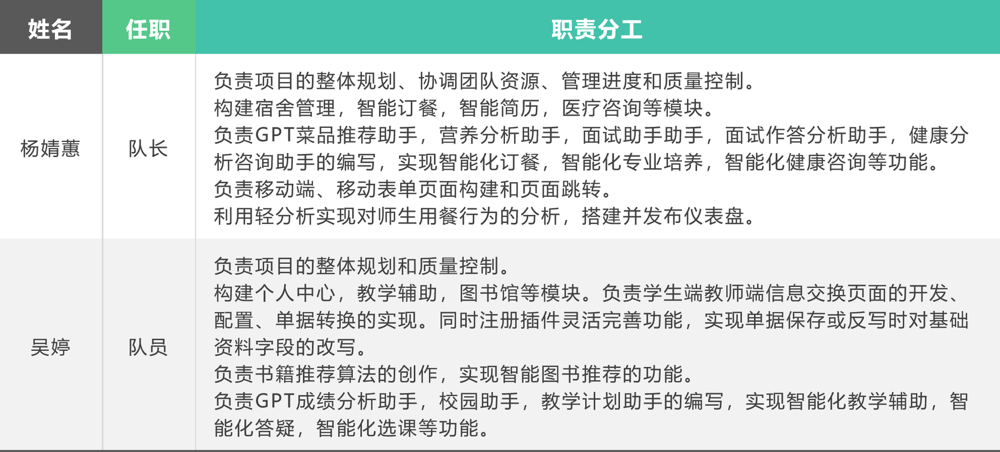 姓名 任职 职责分工
负责项目的整体规划、协调团队资源、管理进度和质量控制。
构建宿舍管理，智能订餐，智能简历，医疗咨询等模块。
负责GPT菜品推荐助手，营养分析助手，面试助手助手，面试作答分析助手，健康分
杨婧蕙 队长
析咨询助手的编写，实现智能化订餐，智能化专业培养，智能化健康咨询等功能。
负责移动端、移动表单页面构建和页面跳转。
利用轻分析实现对师生用餐行为的分析，搭建并发布仪表盘。
负责项目的整体规划和质量控制。
构建个人中心，教学辅助，图书馆等模块。负责学生端教师端信息交换页面的开发、
配置、单据转换的实现。同时注册插件灵活完善功能，实现单据保存或反写时对基础
吴婷 队员
资料字段的改写。
负责书籍推荐算法的创作，实现智能图书推荐的功能。
负责GPT成绩分析助手，校园助手，教学计划助手的编写，实现智能化教学辅助，智
能化答疑，智能化选课等功能。